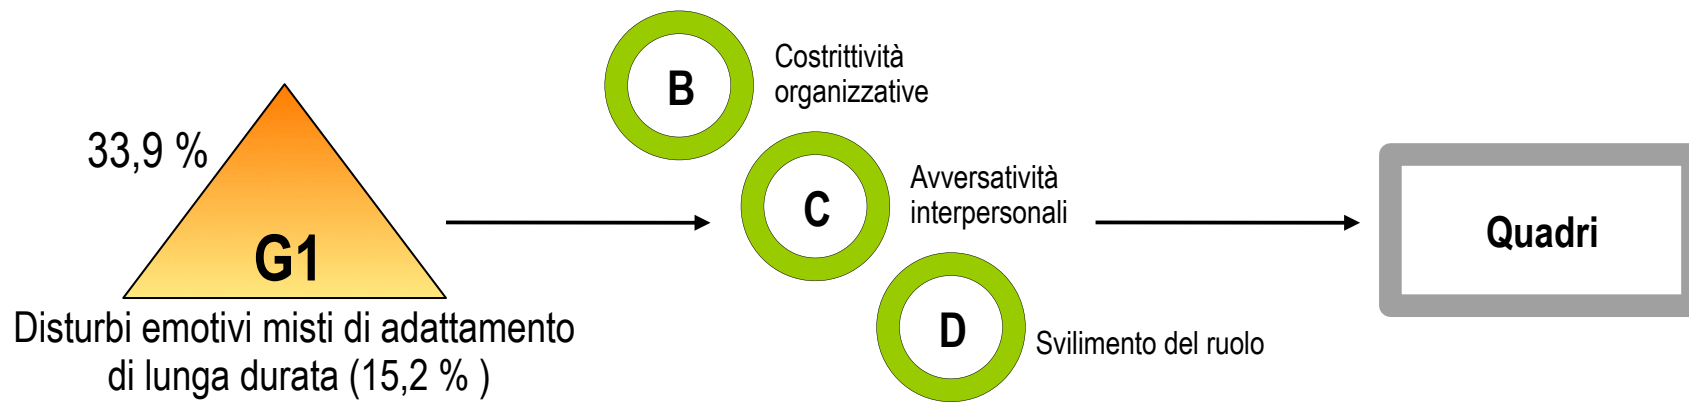 33,9 %
G1
Disturbi emotivi misti di adattamento
di lunga durata (15,2 % )
B
Costrittività
organizzative
C
Avversatività
interpersonali
D
Svilimento del ruolo
Quadri